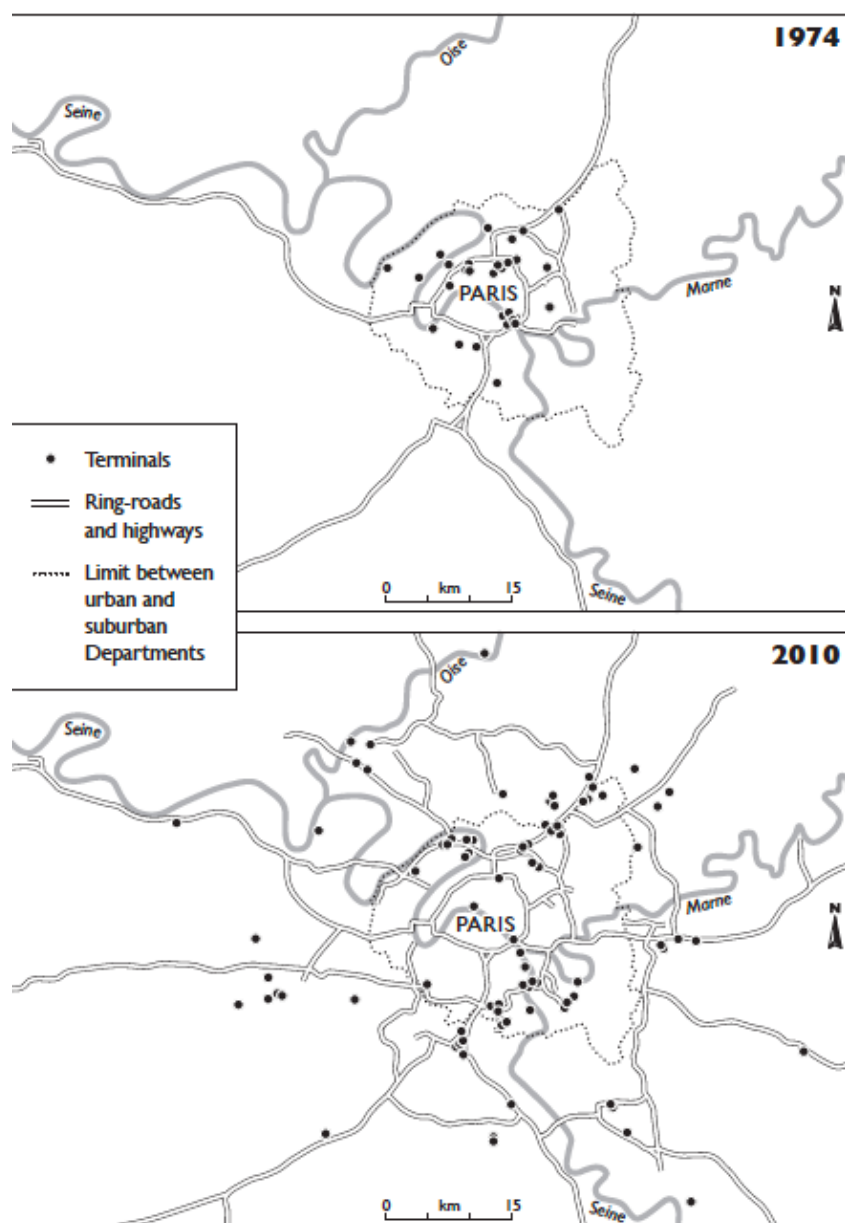 1974
Oise
Seine
Marne
PARIS
N
Terminals
Ring-roads
and highways
Limit between
urban and
suburban
Departments
0 km 15
Seine
2010
Oise
Seine
Marne
PARIS
N
0 km 15
Seine